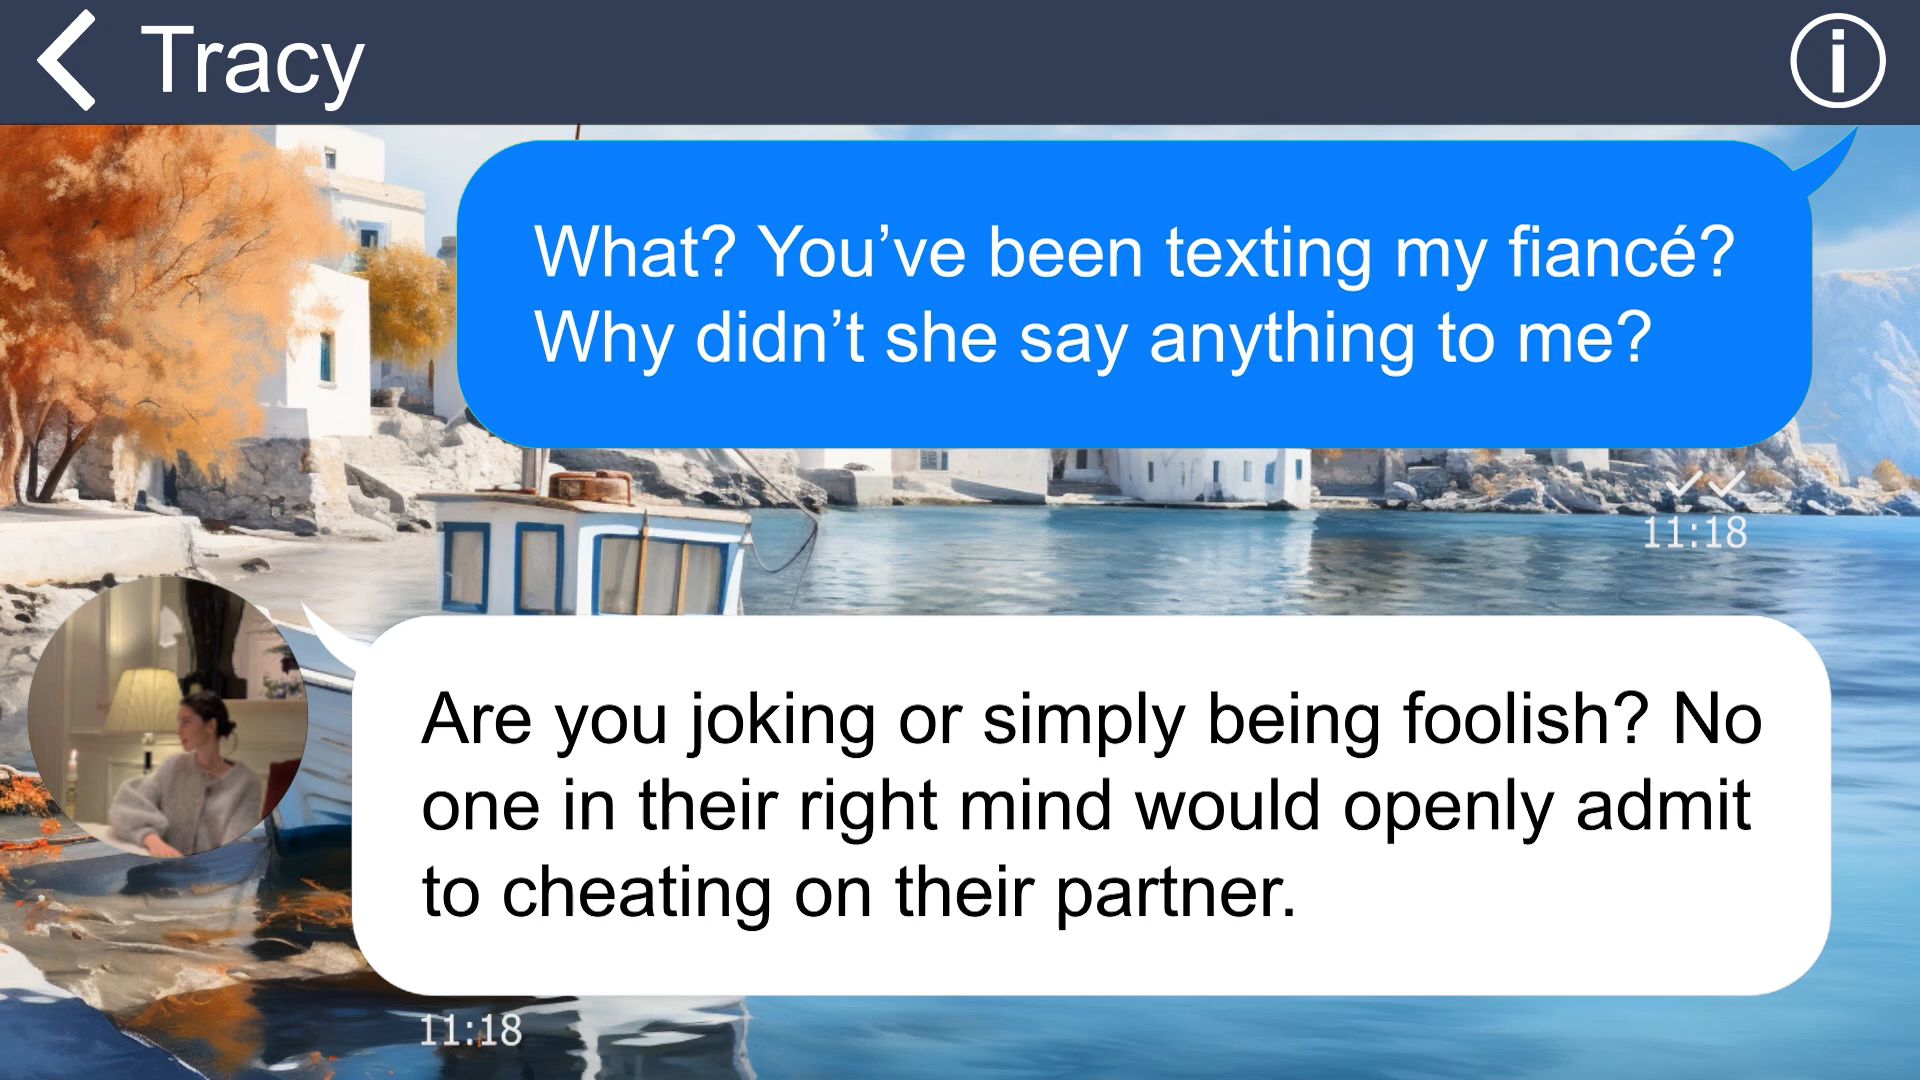 Tracy
What? You’ve been texting my fiancé?
Why didn’t she say anything to me?
11:18
Are you joking or simply being foolish? No
one in their right mind would openly admit
to cheating on their partner.
11:18